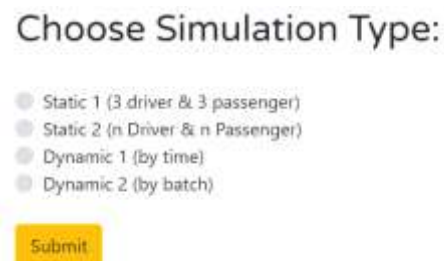 Choose Simulation Type:
Static 1 (3 driver & 3 passenger)
Static 2 (n Driver & n Passenger)
Dynamic 1 (by time)
Dynamic 2 (by batch)
Submit